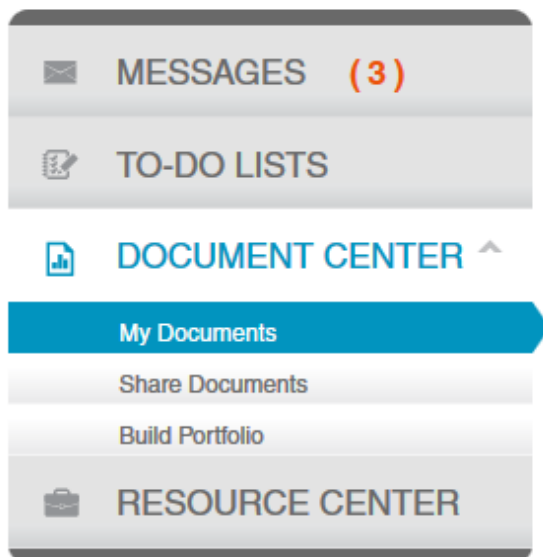 MESSAGES (3)
TO-DO LISTS
DOCUMENT CENTER
My Documents
Share Documents
Build Portfolio
RESOURCE CENTER